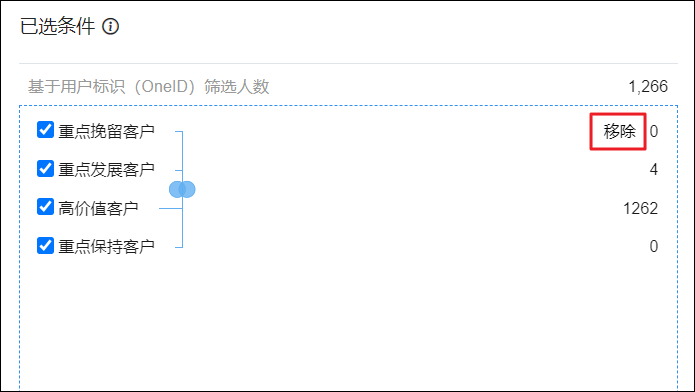 已选条件
基于用户标识（OneID）筛选人数 1,266
重点挽留客户 移除 0
重点发展客户 4
高价值客户 1262
重点保持客户 0